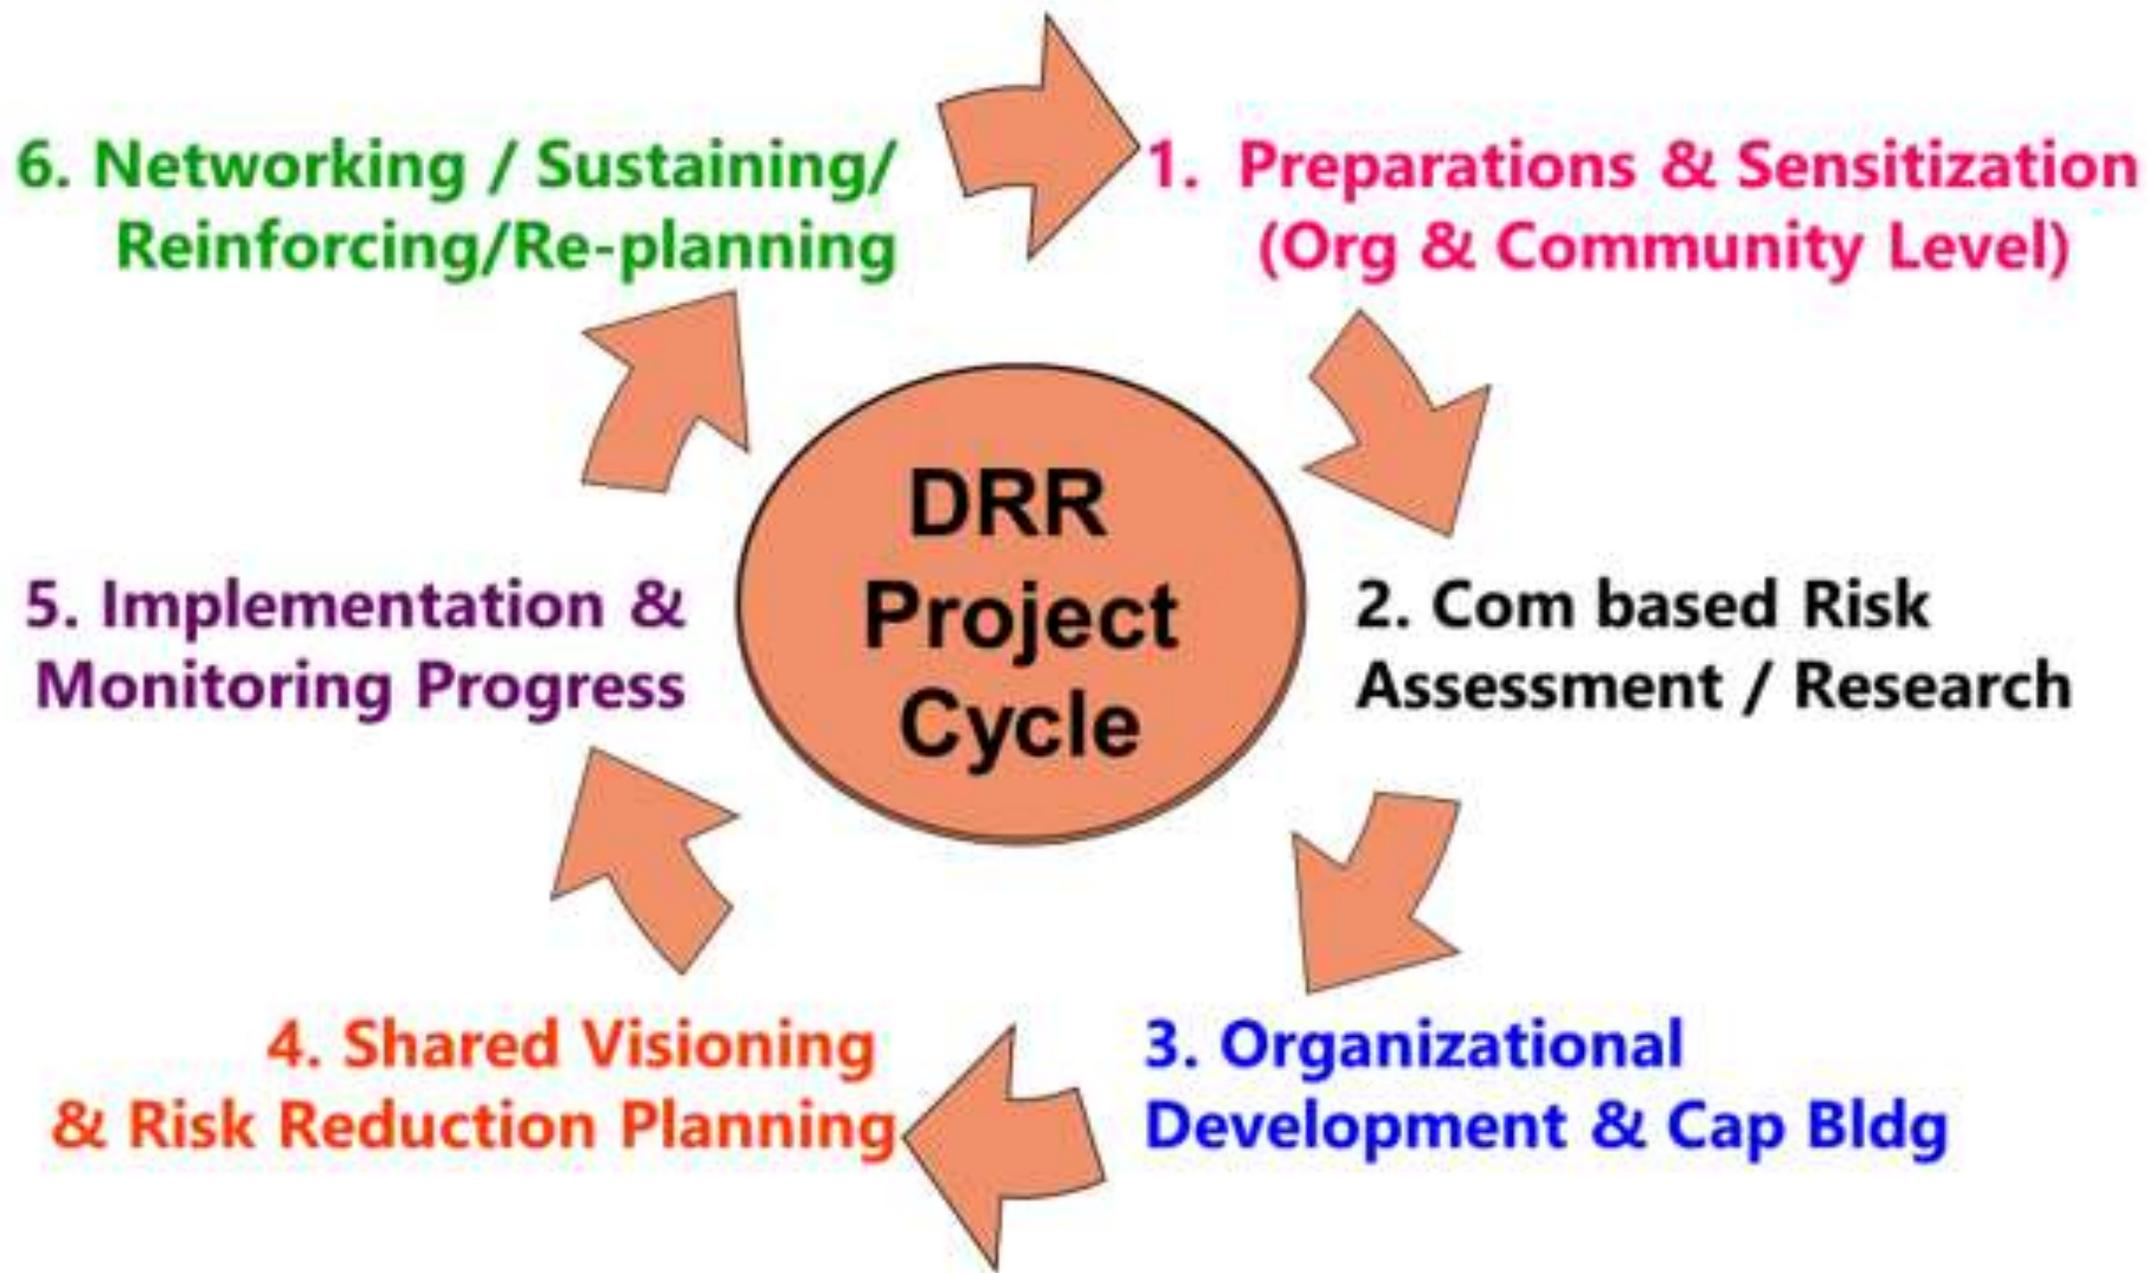 DRR
Project
Cycle
1. Preparations & Sensitization
(Org & Community Level)
2. Com based Risk
Assessment / Research
3. Organizational
Development & Cap Bldg
4. Shared Visioning
& Risk Reduction Planning
5. Implementation &
Monitoring Progress
6. Networking / Sustaining/
Reinforcing/Re-planning